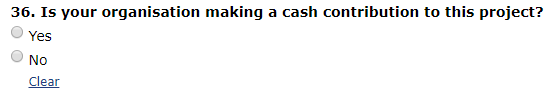 36. Is your organisation making a cash contribution to this project?
Yes
No
Clear